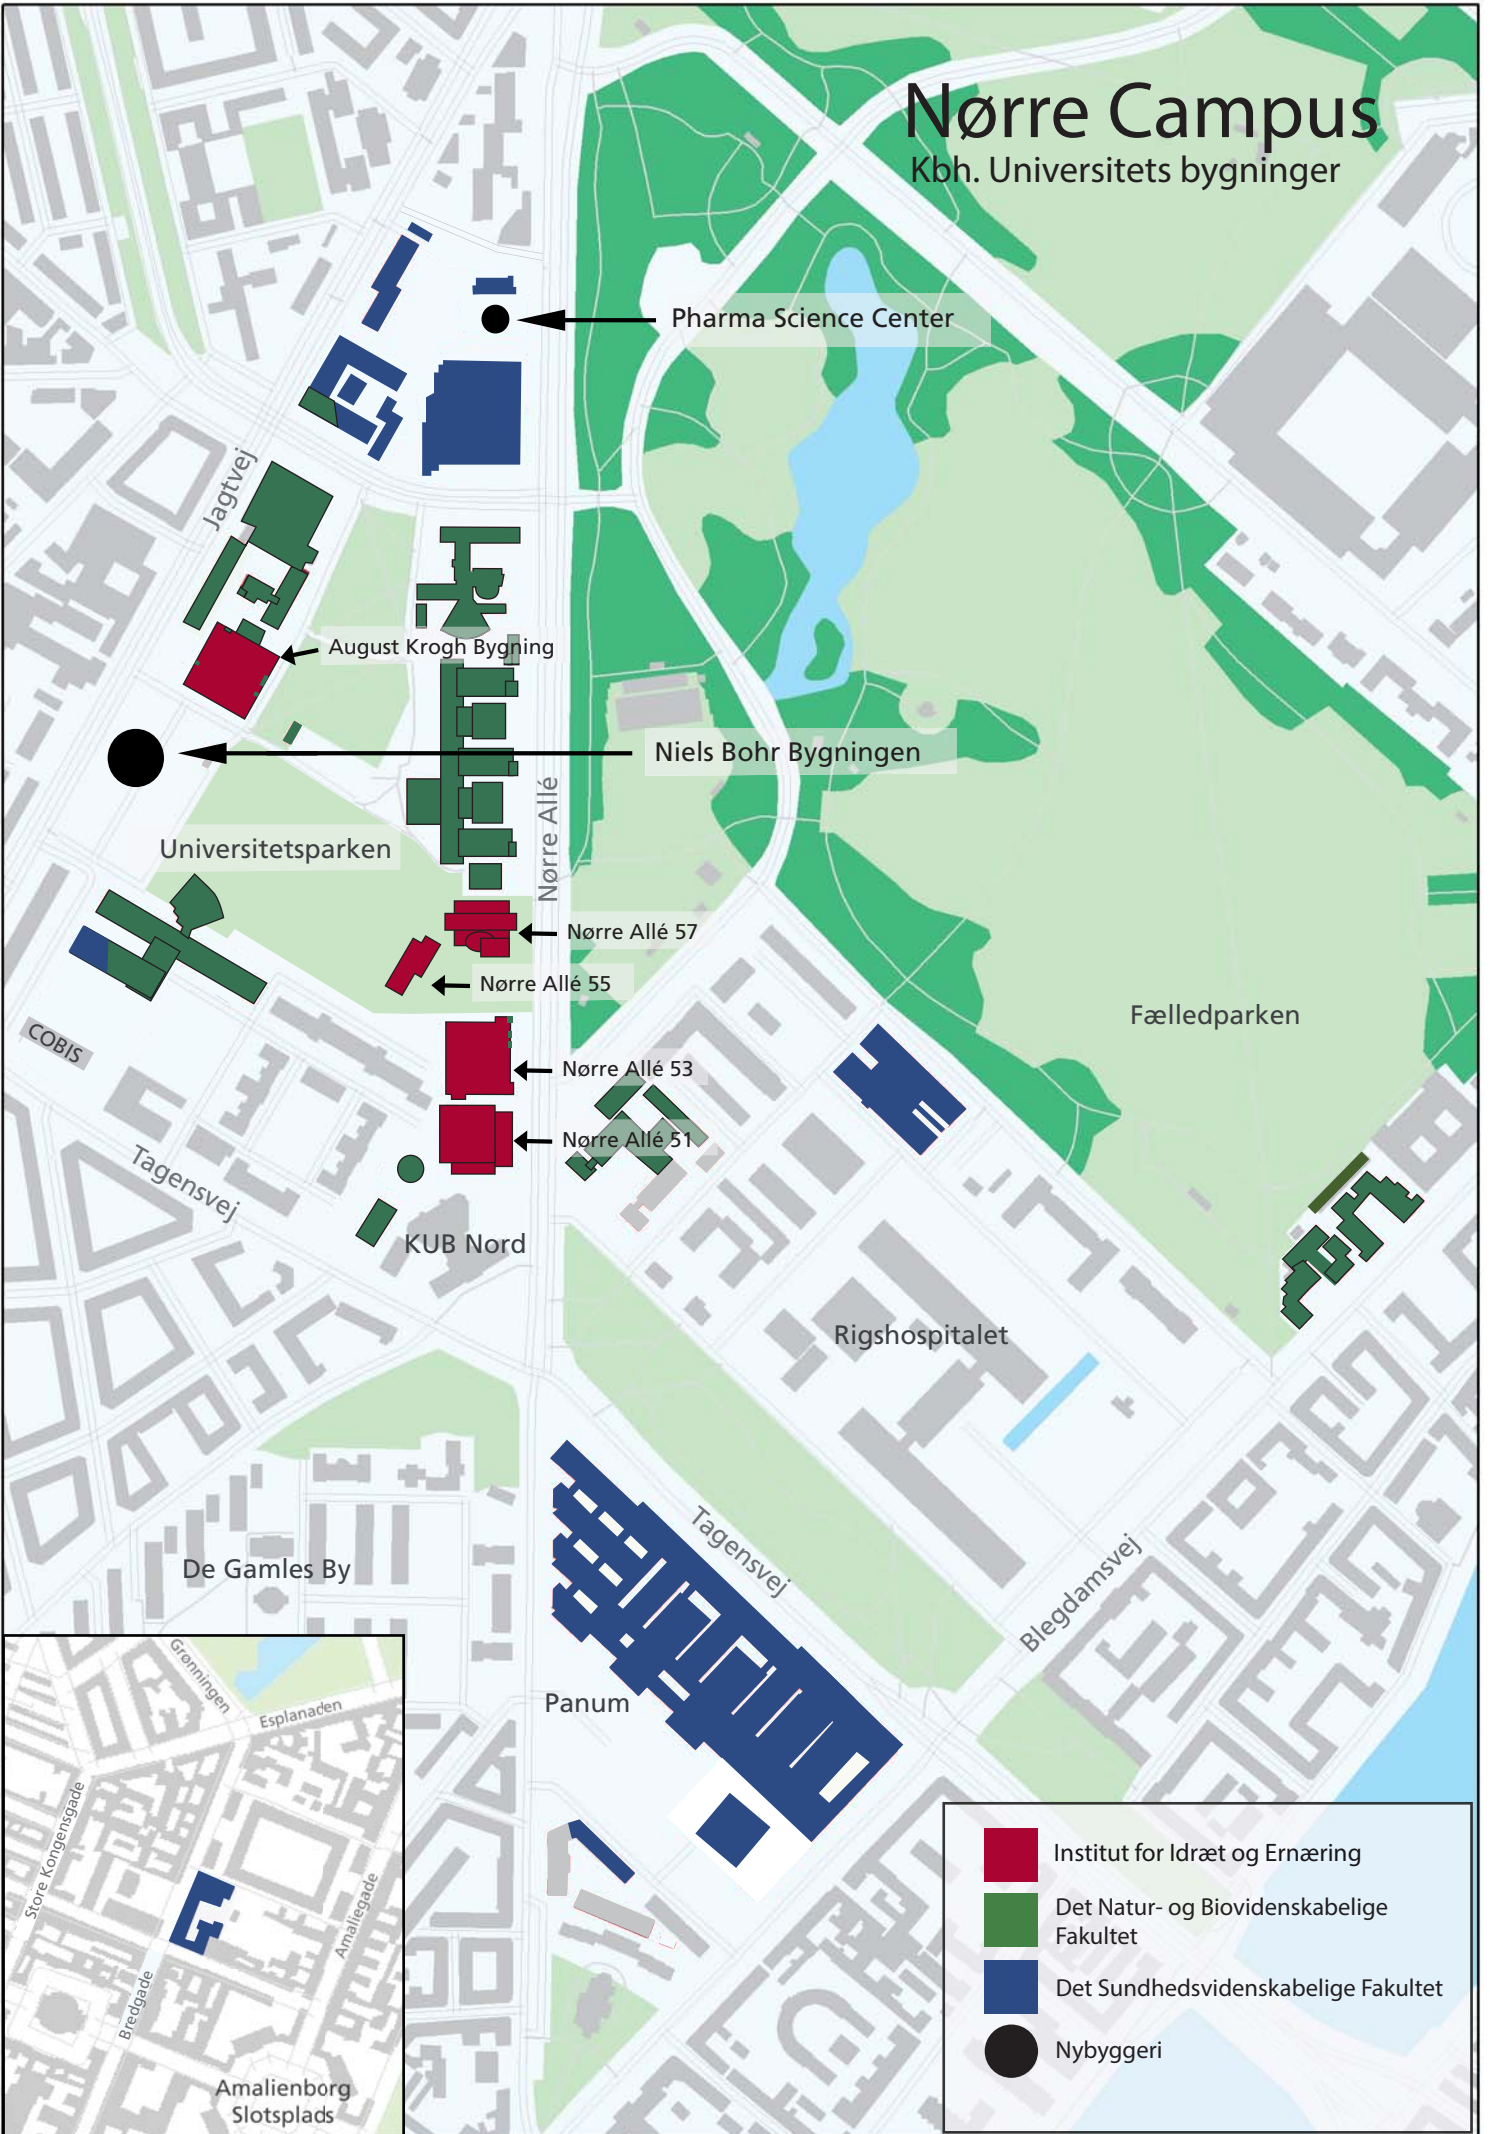 Nørre Campus
Kbh. Universitets bygninger
Pharma Science Center
Jagtvej
August Krogh Bygning
Niels Bohr Bygningen
Nørre Allé
Universitetsparken
Nørre Allé 57
Nørre Allé 55
Fælledparken
COBIS
Nørre Allé 53
Nørre Allé 51
Tagensvej
KUB Nord
Rigshospitalet
Tagensvej
De Gamles By
Blegdamsvej
Panum
Grønningen
Esplanaden
Store Kongensgade
Amaliegade
Bredgade
Amalienborg
Slotsplads
Institut for Idræt og Ernæring
Det Natur- og Biovidenskabelige
Fakultet
Det Sundhedsvidenskabelige Fakultet
Nybyggeri